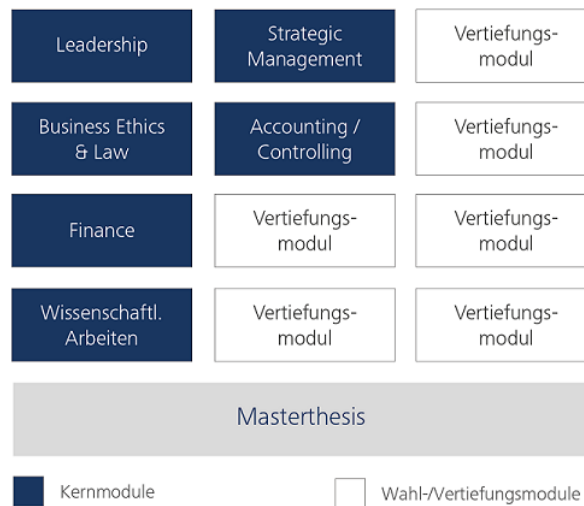 Leadership
Strategic
Management
Vertiefungs-
modul
Business Ethics
& Law
Accounting /
Controlling
Vertiefungs-
modul
Finance
Vertiefungs-
modul
Vertiefungs-
modul
Wissenschaftl.
Arbeiten
Vertiefungs-
modul
Vertiefungs-
modul
Masterthesis
Kernmodule
Wahl-/Vertiefungsmodule